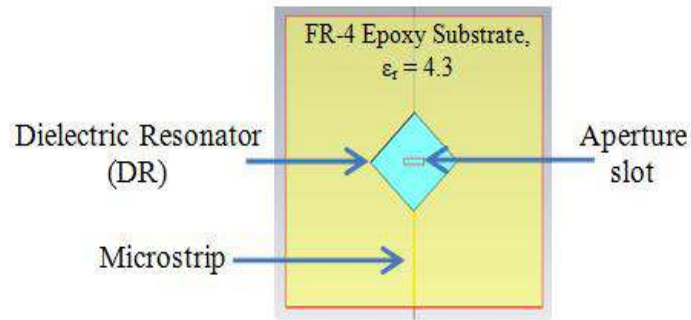 FR-4 Epoxy Substrate,
εr = 4.3
Dielectric Resonator
(DR)
Aperture
slot
Microstrip